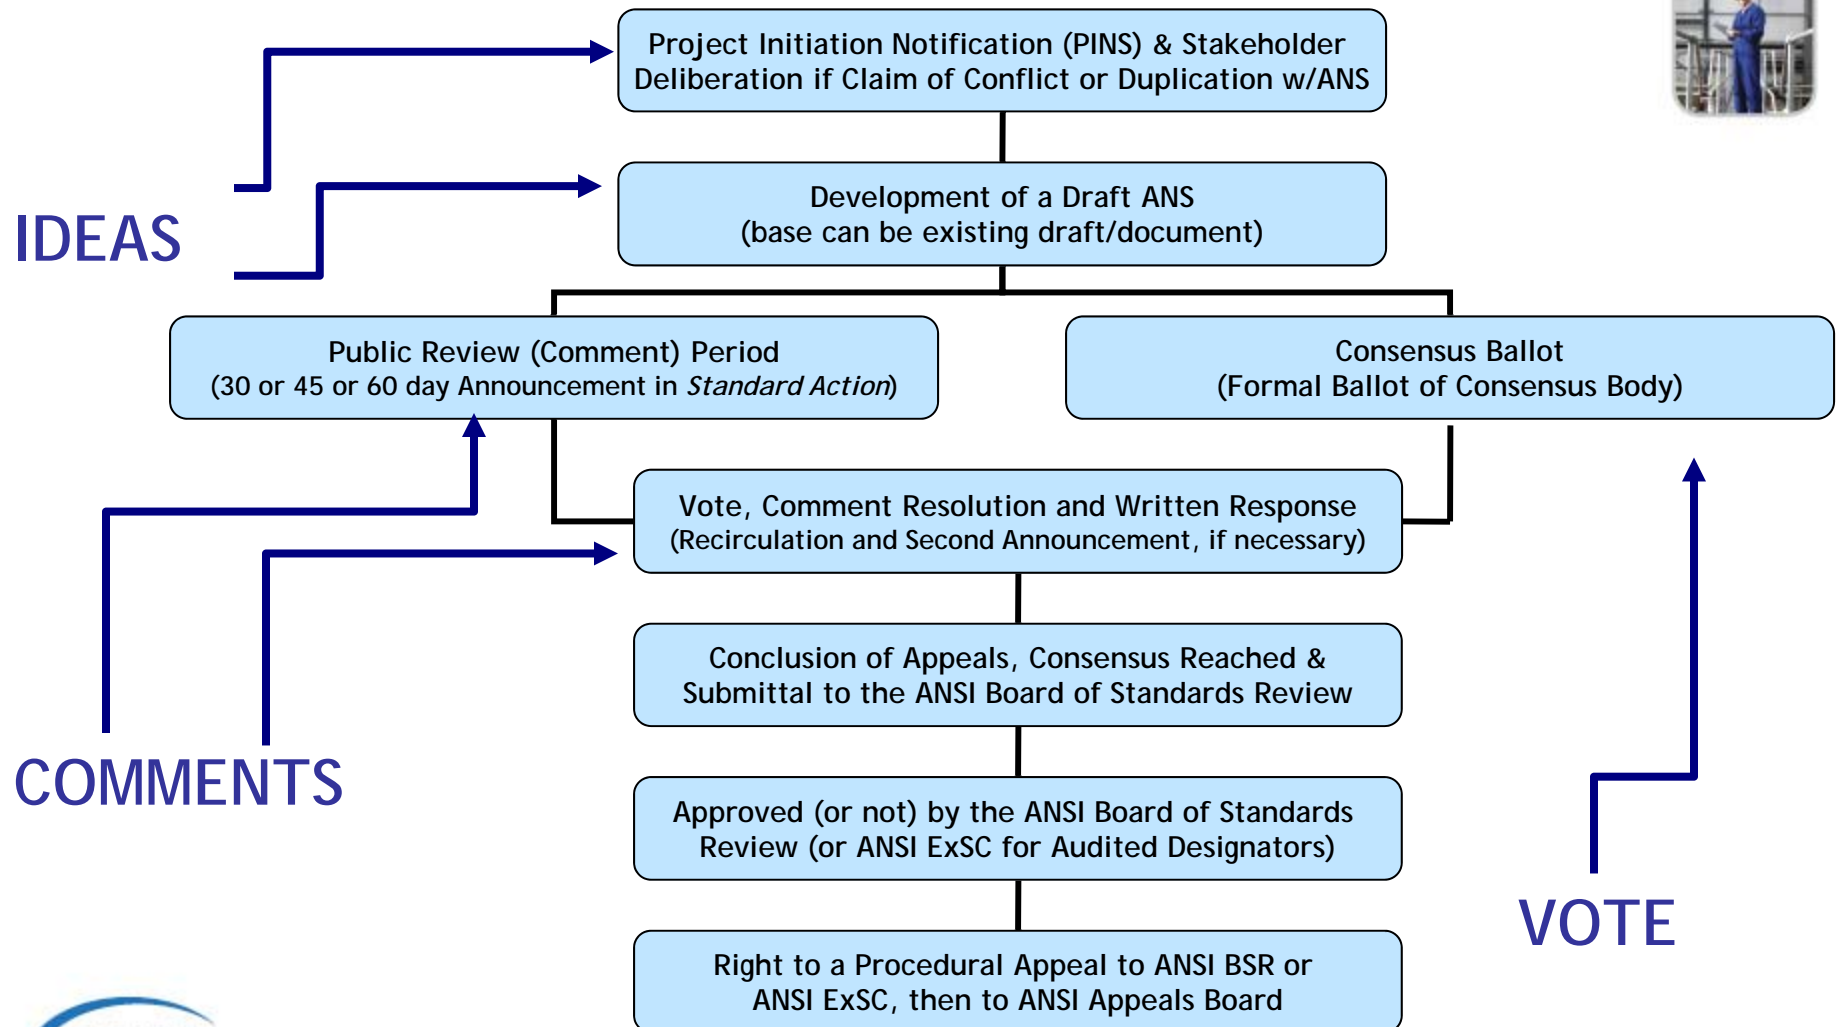 Project Initiation Notification (PINS) & Stakeholder
Deliberation if Claim of Conflict or Duplication w/ANS
IDEAS
Development of a Draft ANS
(base can be existing draft/document)
Public Review (Comment) Period
(30 or 45 or 60 day Announcement in Standard Action)
Consensus Ballot
(Formal Ballot of Consensus Body)
Vote, Comment Resolution and Written Response
(Recirculation and Second Announcement, if necessary)
Conclusion of Appeals, Consensus Reached &
Submittal to the ANSI Board of Standards Review
COMMENTS
Approved (or not) by the ANSI Board of Standards
Review (or ANSI ExSC for Audited Designators)
VOTE
Right to a Procedural Appeal to ANSI BSR or
ANSI ExSC, then to ANSI Appeals Board